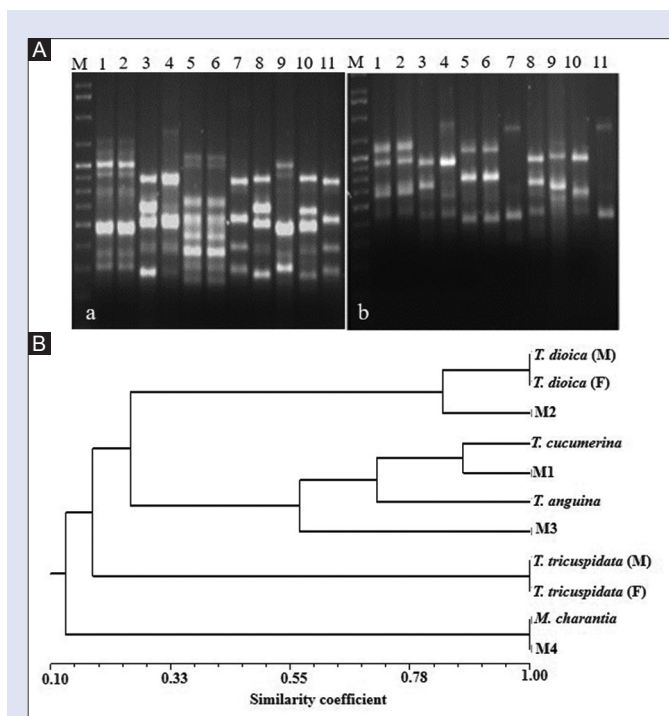 A
M 1 2 3 4 5 6 7 8 9 10 11
M 1 2 3 4 5 6 7 8 9 10 11
a
b
B
T. dioica (M)
T. dioica (F)
M2
T. cucumerina
M1
T. anguina
M3
T. tricuspidata (M)
T. tricuspidata (F)
M. charantia
M4
0.10 0.33 0.55 0.78 1.00
Similarity coefficient